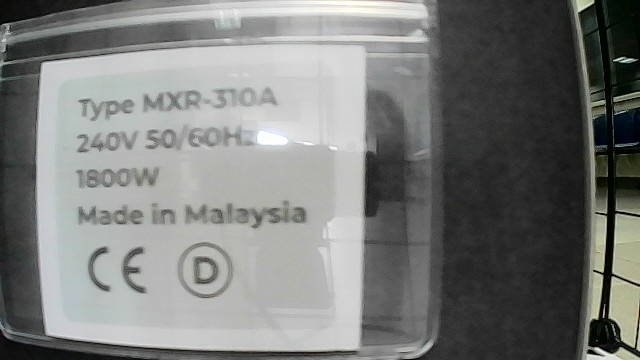 Type MXR-310A
240V 50/60Hz
1800W
Made in Malaysia
CE D